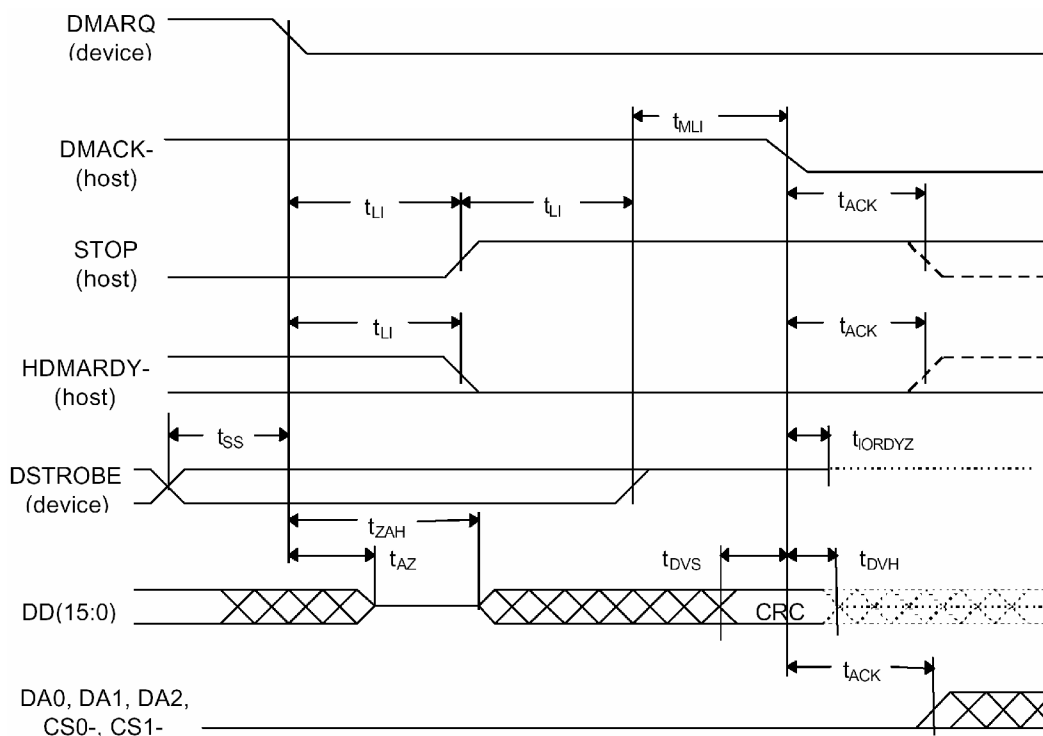 DMARQ
(device)
tMLI
DMACK-
(host)
tLI
tLI
tACK
STOP
(host)
tLI
tACK
HDMARDY-
(host)
tSS
tIORDYZ
DSTROBE
(device)
tZAH
tAZ
tDVS
tDVH
DD(15:0)
CRC
tACK
DA0, DA1, DA2,
CS0-, CS1-